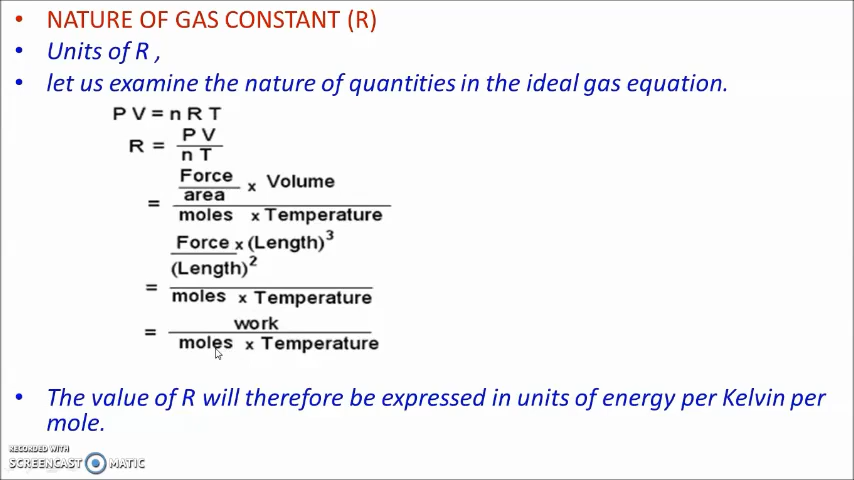 • NATURE OF GAS CONSTANT (R)
• Units of R ,
• let us examine the nature of quantities in the ideal gas equation.
P V = n R T
R = P V
n T
Force
area x Volume
=
moles x Temperature
Force x (Length)³
(Length)²
=
moles x Temperature
work
=
moles x Temperature
• The value of R will therefore be expressed in units of energy per Kelvin per
mole.
RECORDED WITH
SCREENCAST MATIC